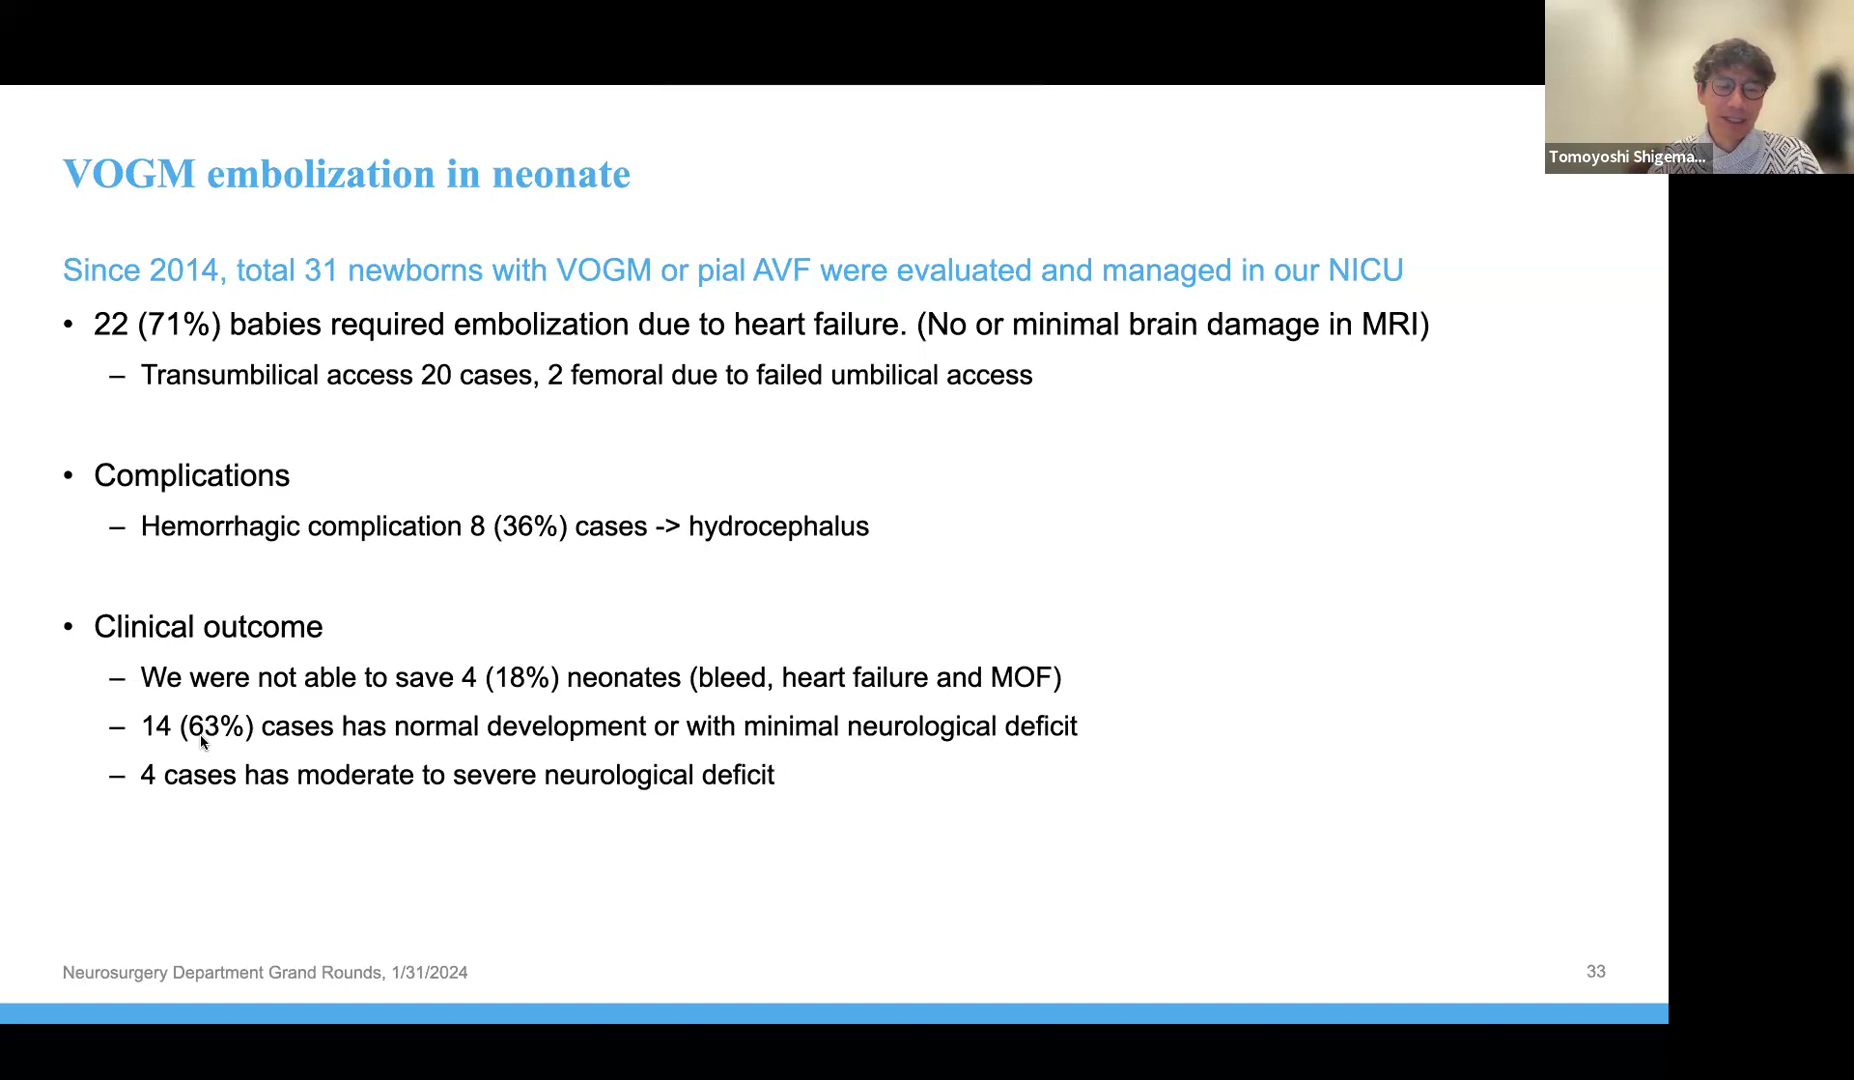 Tomoyoshi Shigema...
VOGM embolization in neonate
Since 2014, total 31 newborns with VOGM or pial AVF were evaluated and managed in our NICU
• 22 (71%) babies required embolization due to heart failure. (No or minimal brain damage in MRI)
– Transumbilical access 20 cases, 2 femoral due to failed umbilical access
• Complications
– Hemorrhagic complication 8 (36%) cases -> hydrocephalus
• Clinical outcome
– We were not able to save 4 (18%) neonates (bleed, heart failure and MOF)
– 14 (63%) cases has normal development or with minimal neurological deficit
– 4 cases has moderate to severe neurological deficit
Neurosurgery Department Grand Rounds, 1/31/2024
33